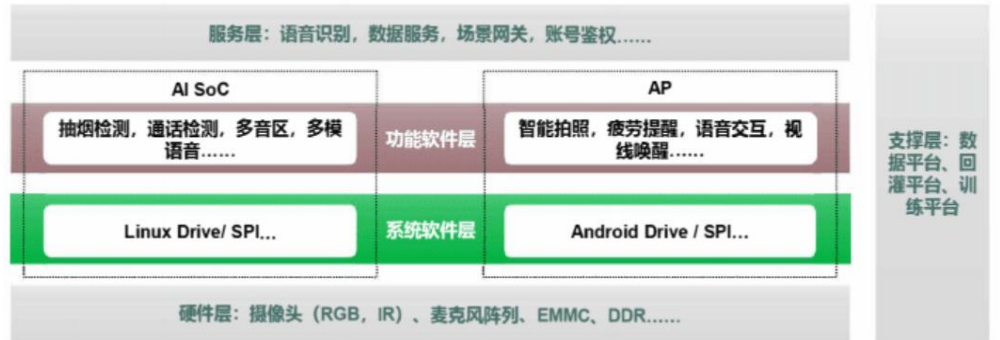 服务层：语音识别，数据服务，场景网关，账号鉴权......
AI SoC
AP
抽烟检测，通话检测，多音区，多模
语音......
功能软件层
智能拍照，疲劳提醒，语音交互，视
线唤醒......
Linux Drive/ SPI...
系统软件层
Android Drive / SPI...
硬件层：摄像头（RGB，IR）、麦克风阵列、EMMC、DDR......
支撑层：数
据平台、回
灌平台、训
练平台